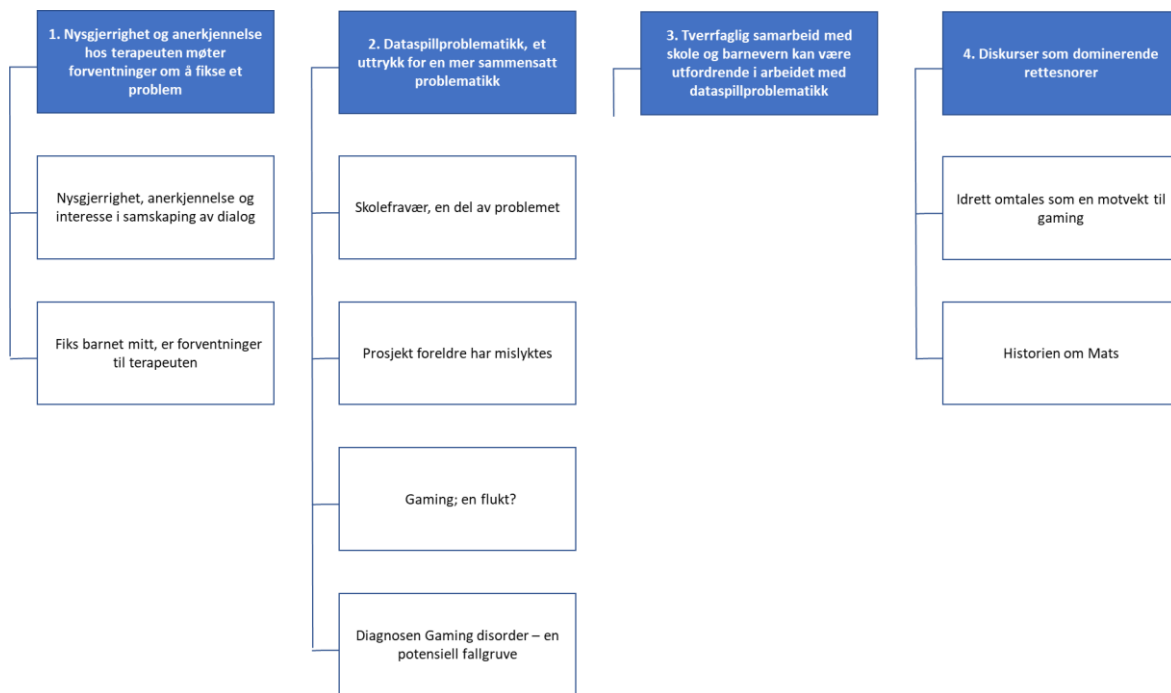 1. Nysgjerrighet og anerkjennelse
hos terapeuten møter
forventninger om å fikse et
problem
Nysgjerrighet, anerkjennelse og
interesse i samskaping av dialog
Fiks barnet mitt, er forventninger
til terapeuten
2. Dataspillproblematikk, et
uttrykk for en mer sammensatt
problematikk
Skolefravær, en del av problemet
Prosjekt foreldre har mislyktes
Gaming; en flukt?
Diagnosen Gaming disorder – en
potensiell fallgruve
3. Tverrfaglig samarbeid med
skole og barnevern kan være
utfordrende i arbeidet med
dataspillproblematikk
4. Diskurser som dominerende
rettesnorer
Idrett omtales som en motvekt til
gaming
Historien om Mats